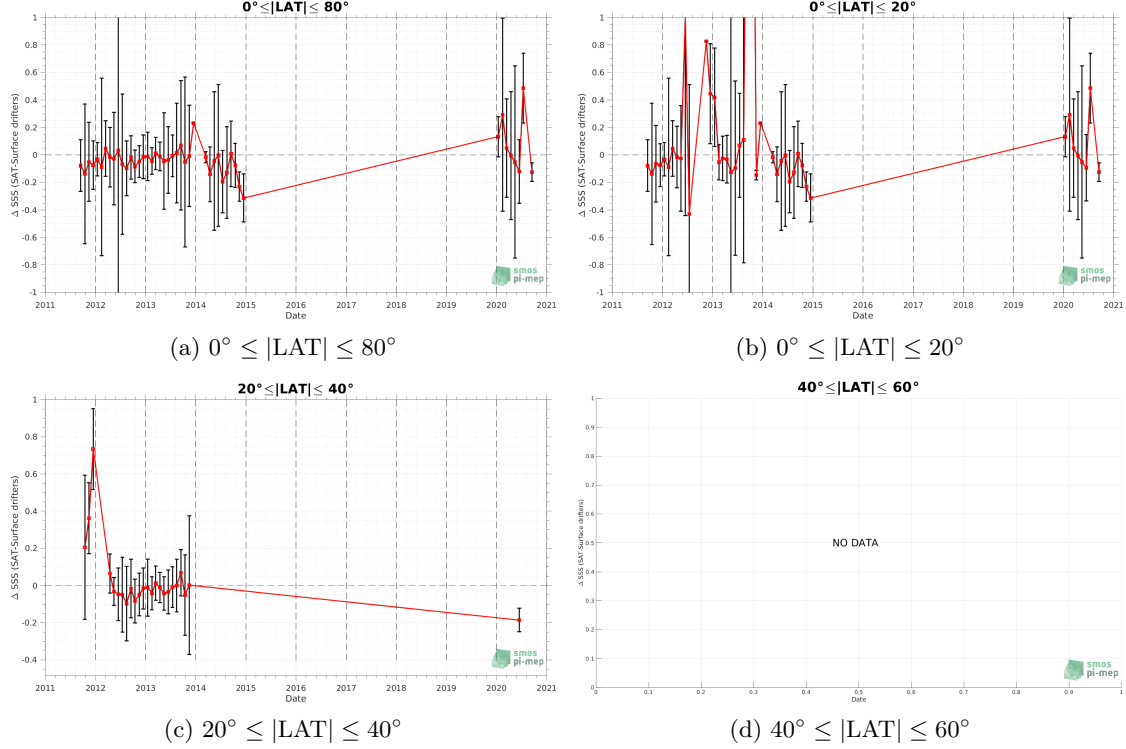 0°≤|LAT|≤ 80°
1
0.8
0.6
0.4
0.2
0
-0.2
-0.4
-0.6
-0.8
-1
Δ SSS (SAT-Surface drifters)
2011 2012 2013 2014 2015 2016 2017 2018 2019 2020 2021
Date
smos
pi-mep
(a) 0° ≤ |LAT| ≤ 80°
0°≤|LAT|≤ 20°
1
0.8
0.6
0.4
0.2
0
-0.2
-0.4
-0.6
-0.8
-1
Δ SSS (SAT-Surface drifters)
2011 2012 2013 2014 2015 2016 2017 2018 2019 2020 2021
Date
smos
pi-mep
(b) 0° ≤ |LAT| ≤ 20°
20°≤|LAT|≤ 40°
1
0.8
0.6
0.4
0.2
0
-0.2
-0.4
Δ SSS (SAT-Surface drifters)
2011 2012 2013 2014 2015 2016 2017 2018 2019 2020 2021
Date
smos
pi-mep
(c) 20° ≤ |LAT| ≤ 40°
40°≤|LAT|≤ 60°
1
0.9
0.8
0.7
0.6
0.5
0.4
0.3
0.2
0.1
0
Δ SSS (SAT-Surface drifters)
NO DATA
0 0.1 0.2 0.3 0.4 0.5 0.6 0.7 0.8 0.9 1
Date
smos
pi-mep
(d) 40° ≤ |LAT| ≤ 60°